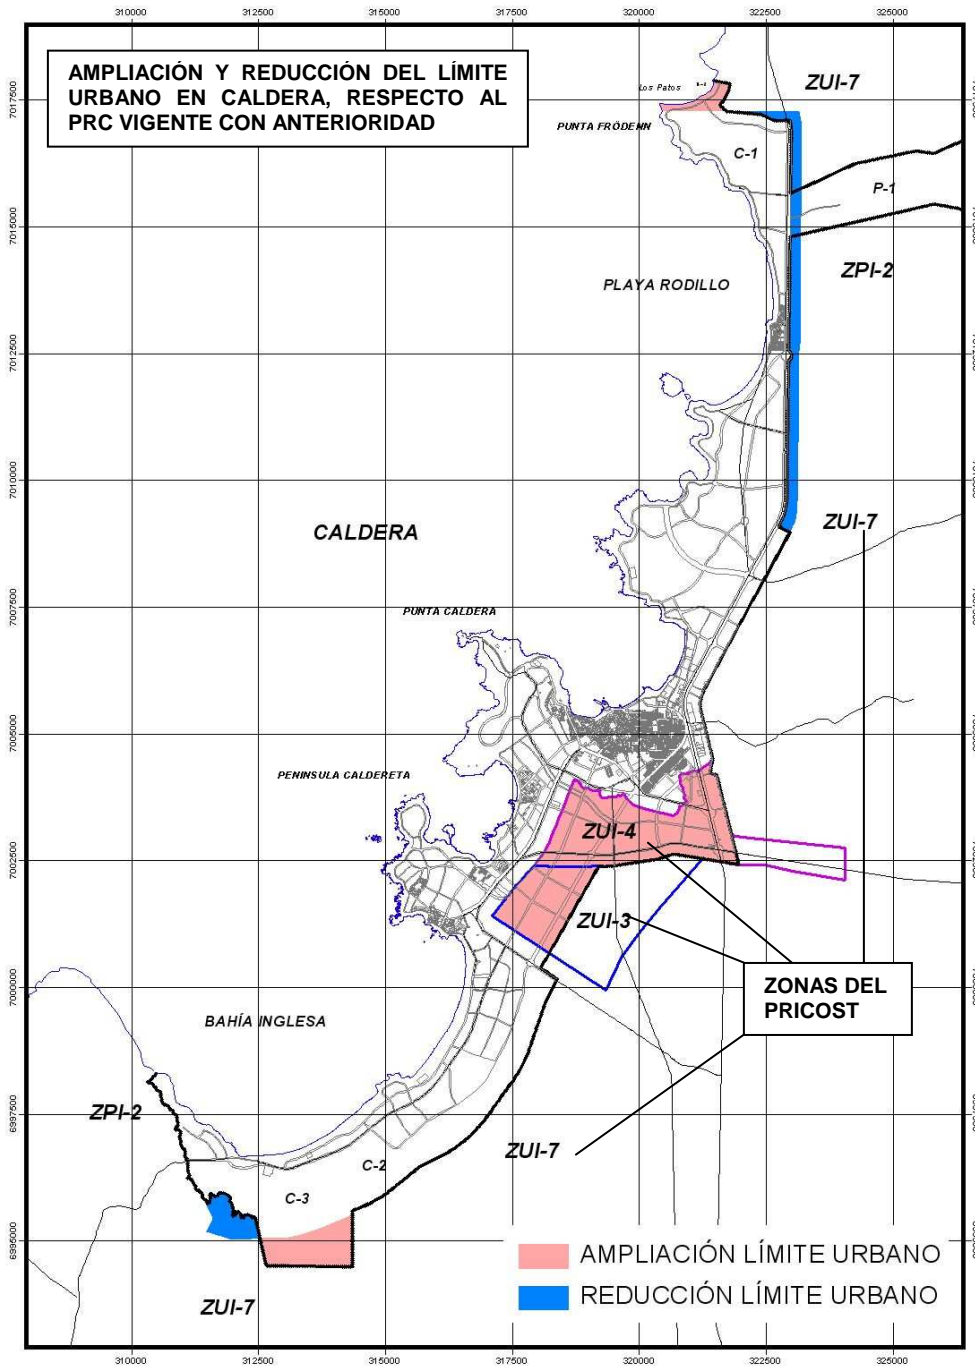 310000 312500 315000 317500 320000 322500 325000
AMPLIACIÓN Y REDUCCIÓN DEL LÍMITE
URBANO EN CALDERA, RESPECTO AL
PRC VIGENTE CON ANTERIORIDAD
Los Patos
ZUI-7
7017500
PUNTA FRÖDENN
C-1
P-1
7015000
ZPI-2
PLAYA RODILLO
7012500
7010000
ZUI-7
CALDERA
7007500
PUNTA CALDERA
7005000
PENINSULA CALDERETA
ZUI-4
7002500
ZUI-3
ZONAS DEL
PRICOST
7000000
BAHÍA INGLESA
ZPI-2
6997500
ZUI-7
C-2
C-3
6995000
AMPLIACIÓN LÍMITE URBANO
REDUCCIÓN LÍMITE URBANO
ZUI-7
310000 312500 315000 317500 320000 322500 325000